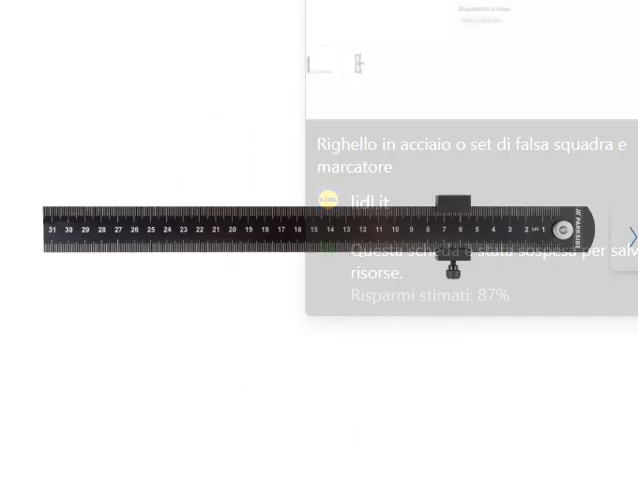 Righello in acciaio o set di falsa squadra e
marcatore
lidl.it
31 30 29 28 27 26 25 24 23 22 21 20 19 18 17 16 15 14 13 12 11 10 9 8 7 6 5 4 3 2 cm 1
/// PARKSIDE
Questa scheda è stata sospesa per salv
risorse.
Risparmi stimati: 87%